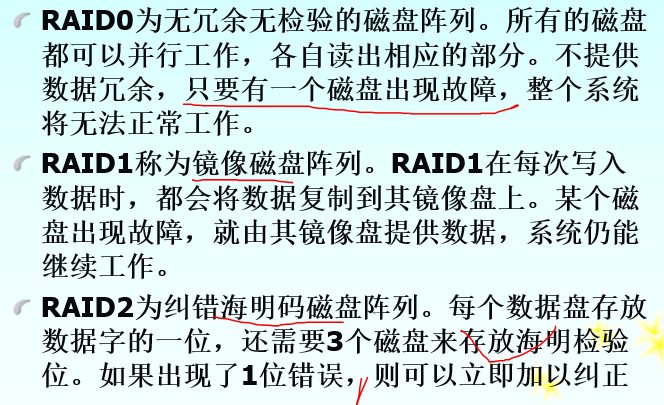 RAID0为无冗余无检验的磁盘阵列。所有的磁盘
都可以并行工作，各自读出相应的部分。不提供
数据冗余，只要有一个磁盘出现故障，整个系统
将无法正常工作。
RAID1称为镜像磁盘阵列。RAID1在每次写入
数据时，都会将数据复制到其镜像盘上。某个磁
盘出现故障，就由其镜像盘提供数据，系统仍能
继续工作。
RAID2为纠错海明码磁盘阵列。每个数据盘存放
数据字的一位，还需要3个磁盘来存放海明检验
位。如果出现了1位错误，则可以立即加以纠正